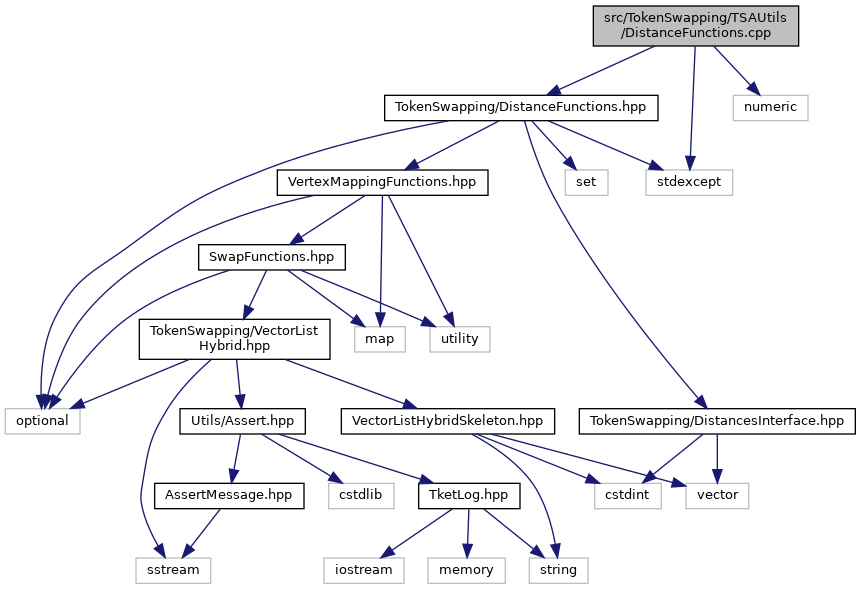 src/TokenSwapping/TSAUtils
/DistanceFunctions.cpp
TokenSwapping/DistanceFunctions.hpp
numeric
VertexMappingFunctions.hpp
set
stdexcept
SwapFunctions.hpp
TokenSwapping/VectorList
Hybrid.hpp
map
utility
optional
Utils/Assert.hpp
VectorListHybridSkeleton.hpp
TokenSwapping/DistancesInterface.hpp
AssertMessage.hpp
cstdlib
TketLog.hpp
cstdint
vector
sstream
iostream
memory
string